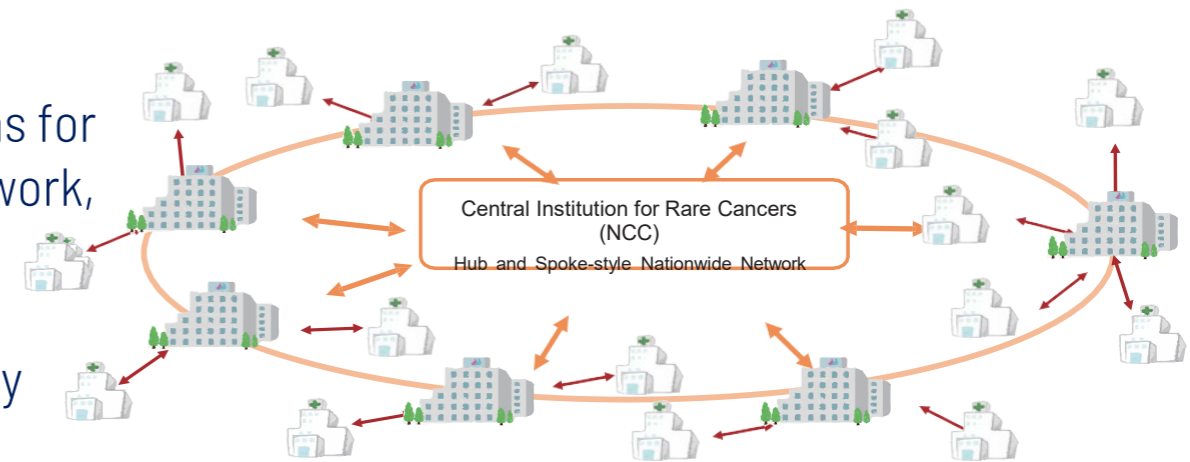 ns for
work,
y
Central Institution for Rare Cancers
(NCC)
Hub and Spoke-style Nationwide Network